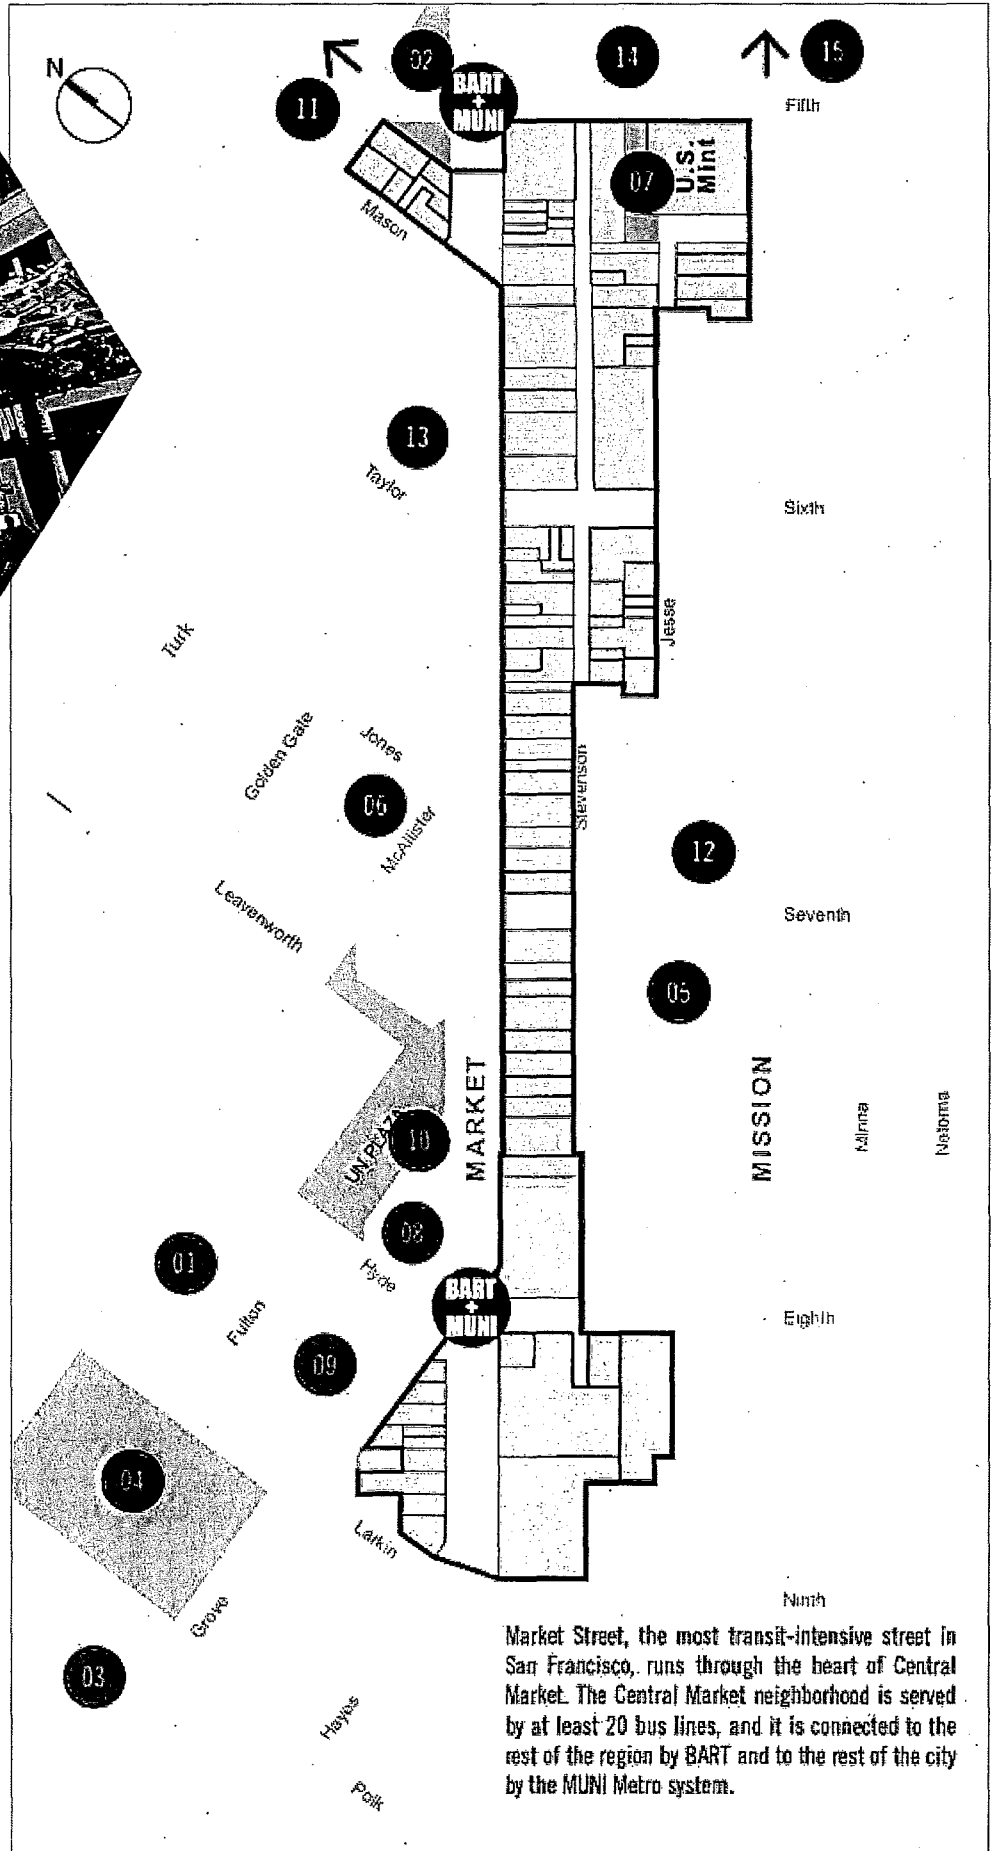 N
02
14
15
11
BART
+
MUNI
Fifth
07
U.S.
Mint
Mason
13
Taylor
Sixth
Jesse
Turk
Jones
Golden Gate
Stevenson
06
McAllister
12
Leavenworth
Seventh
05
MARKET
MISSION
Minna
Natoma
10
UN PLAZA
08
01
Hyde
BART
+
MUNI
Fulton
Eighth
09
04
Larkin
Ninth
Grove
03
Hayes
Polk
Market Street, the most transit-intensive street in
San Francisco, runs through the heart of Central
Market. The Central Market neighborhood is served
by at least 20 bus lines, and it is connected to the
rest of the region by BART and to the rest of the city
by the MUNI Metro system.